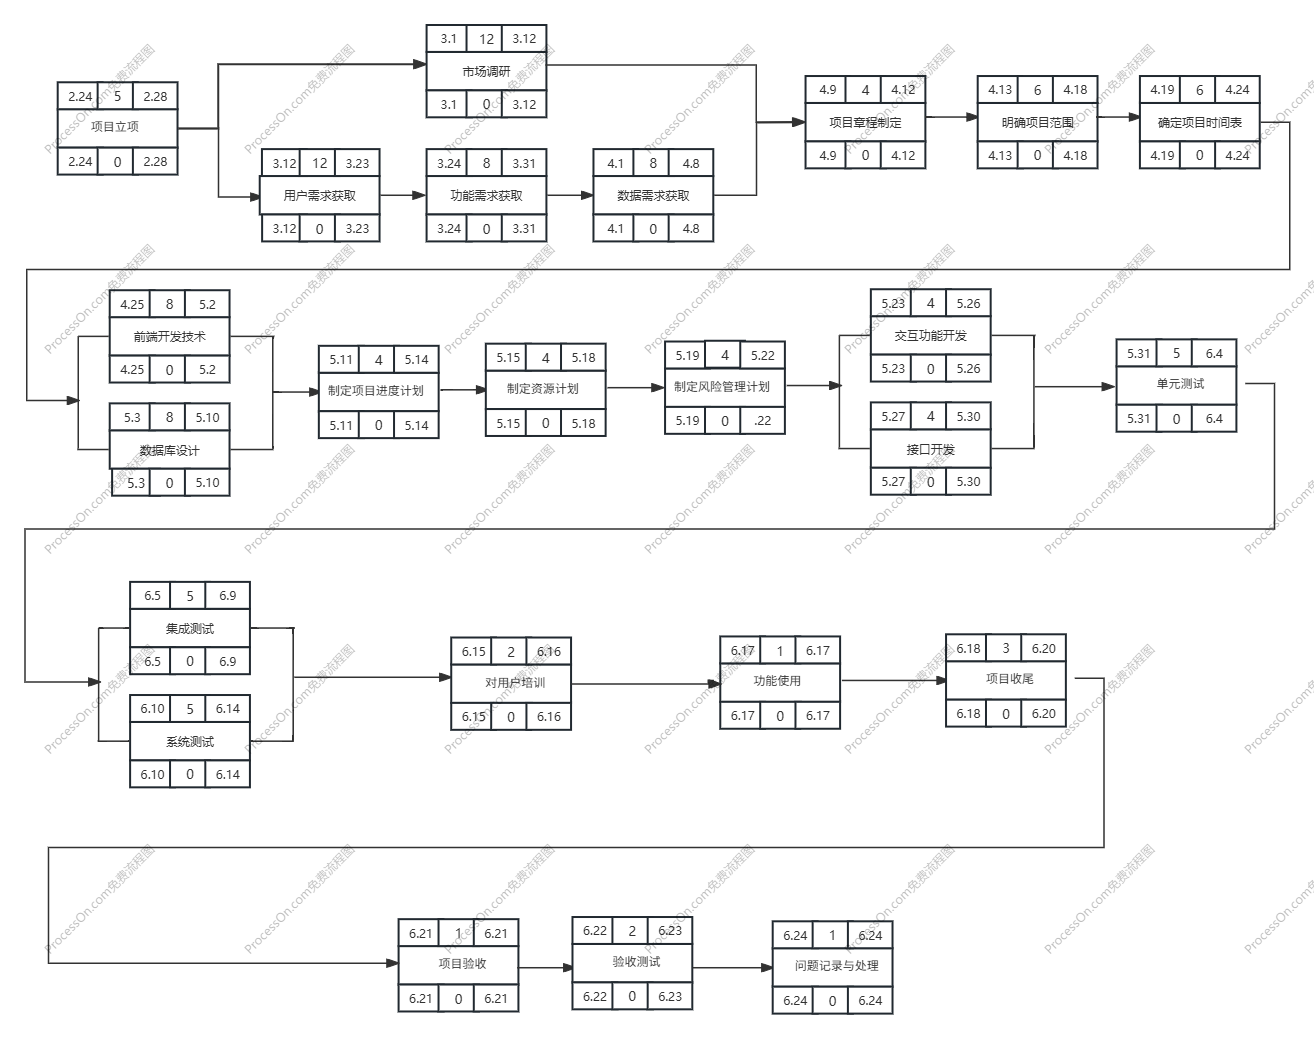 3.1 12 3.12
市场调研
3.1 0 3.12
2.24 5 2.28
项目立项
2.24 0 2.28
3.12 12 3.23
用户需求获取
3.12 0 3.23
3.24 8 3.31
功能需求获取
3.24 0 3.31
4.1 8 4.8
数据需求获取
4.1 0 4.8
4.9 4 4.12
项目章程制定
4.9 0 4.12
4.13 6 4.18
明确项目范围
4.13 0 4.18
4.19 6 4.24
确定项目时间表
4.19 0 4.24
4.25 8 5.2
前端开发技术
4.25 0 5.2
5.3 8 5.10
数据库设计
5.3 0 5.10
5.11 4 5.14
制定项目进度计划
5.11 0 5.14
5.15 4 5.18
制定资源计划
5.15 0 5.18
5.19 4 5.22
制定风险管理计划
5.19 0 .22
5.23 4 5.26
交互功能开发
5.23 0 5.26
5.27 4 5.30
接口开发
5.27 0 5.30
5.31 5 6.4
单元测试
5.31 0 6.4
6.5 5 6.9
集成测试
6.5 0 6.9
6.10 5 6.14
系统测试
6.10 0 6.14
6.15 2 6.16
对用户培训
6.15 0 6.16
6.17 1 6.17
功能使用
6.17 0 6.17
6.18 3 6.20
项目收尾
6.18 0 6.20
6.21 1 6.21
项目验收
6.21 0 6.21
6.22 2 6.23
验收测试
6.22 0 6.23
6.24 1 6.24
问题记录与处理
6.24 0 6.24
ProcessOn.com免费流程图